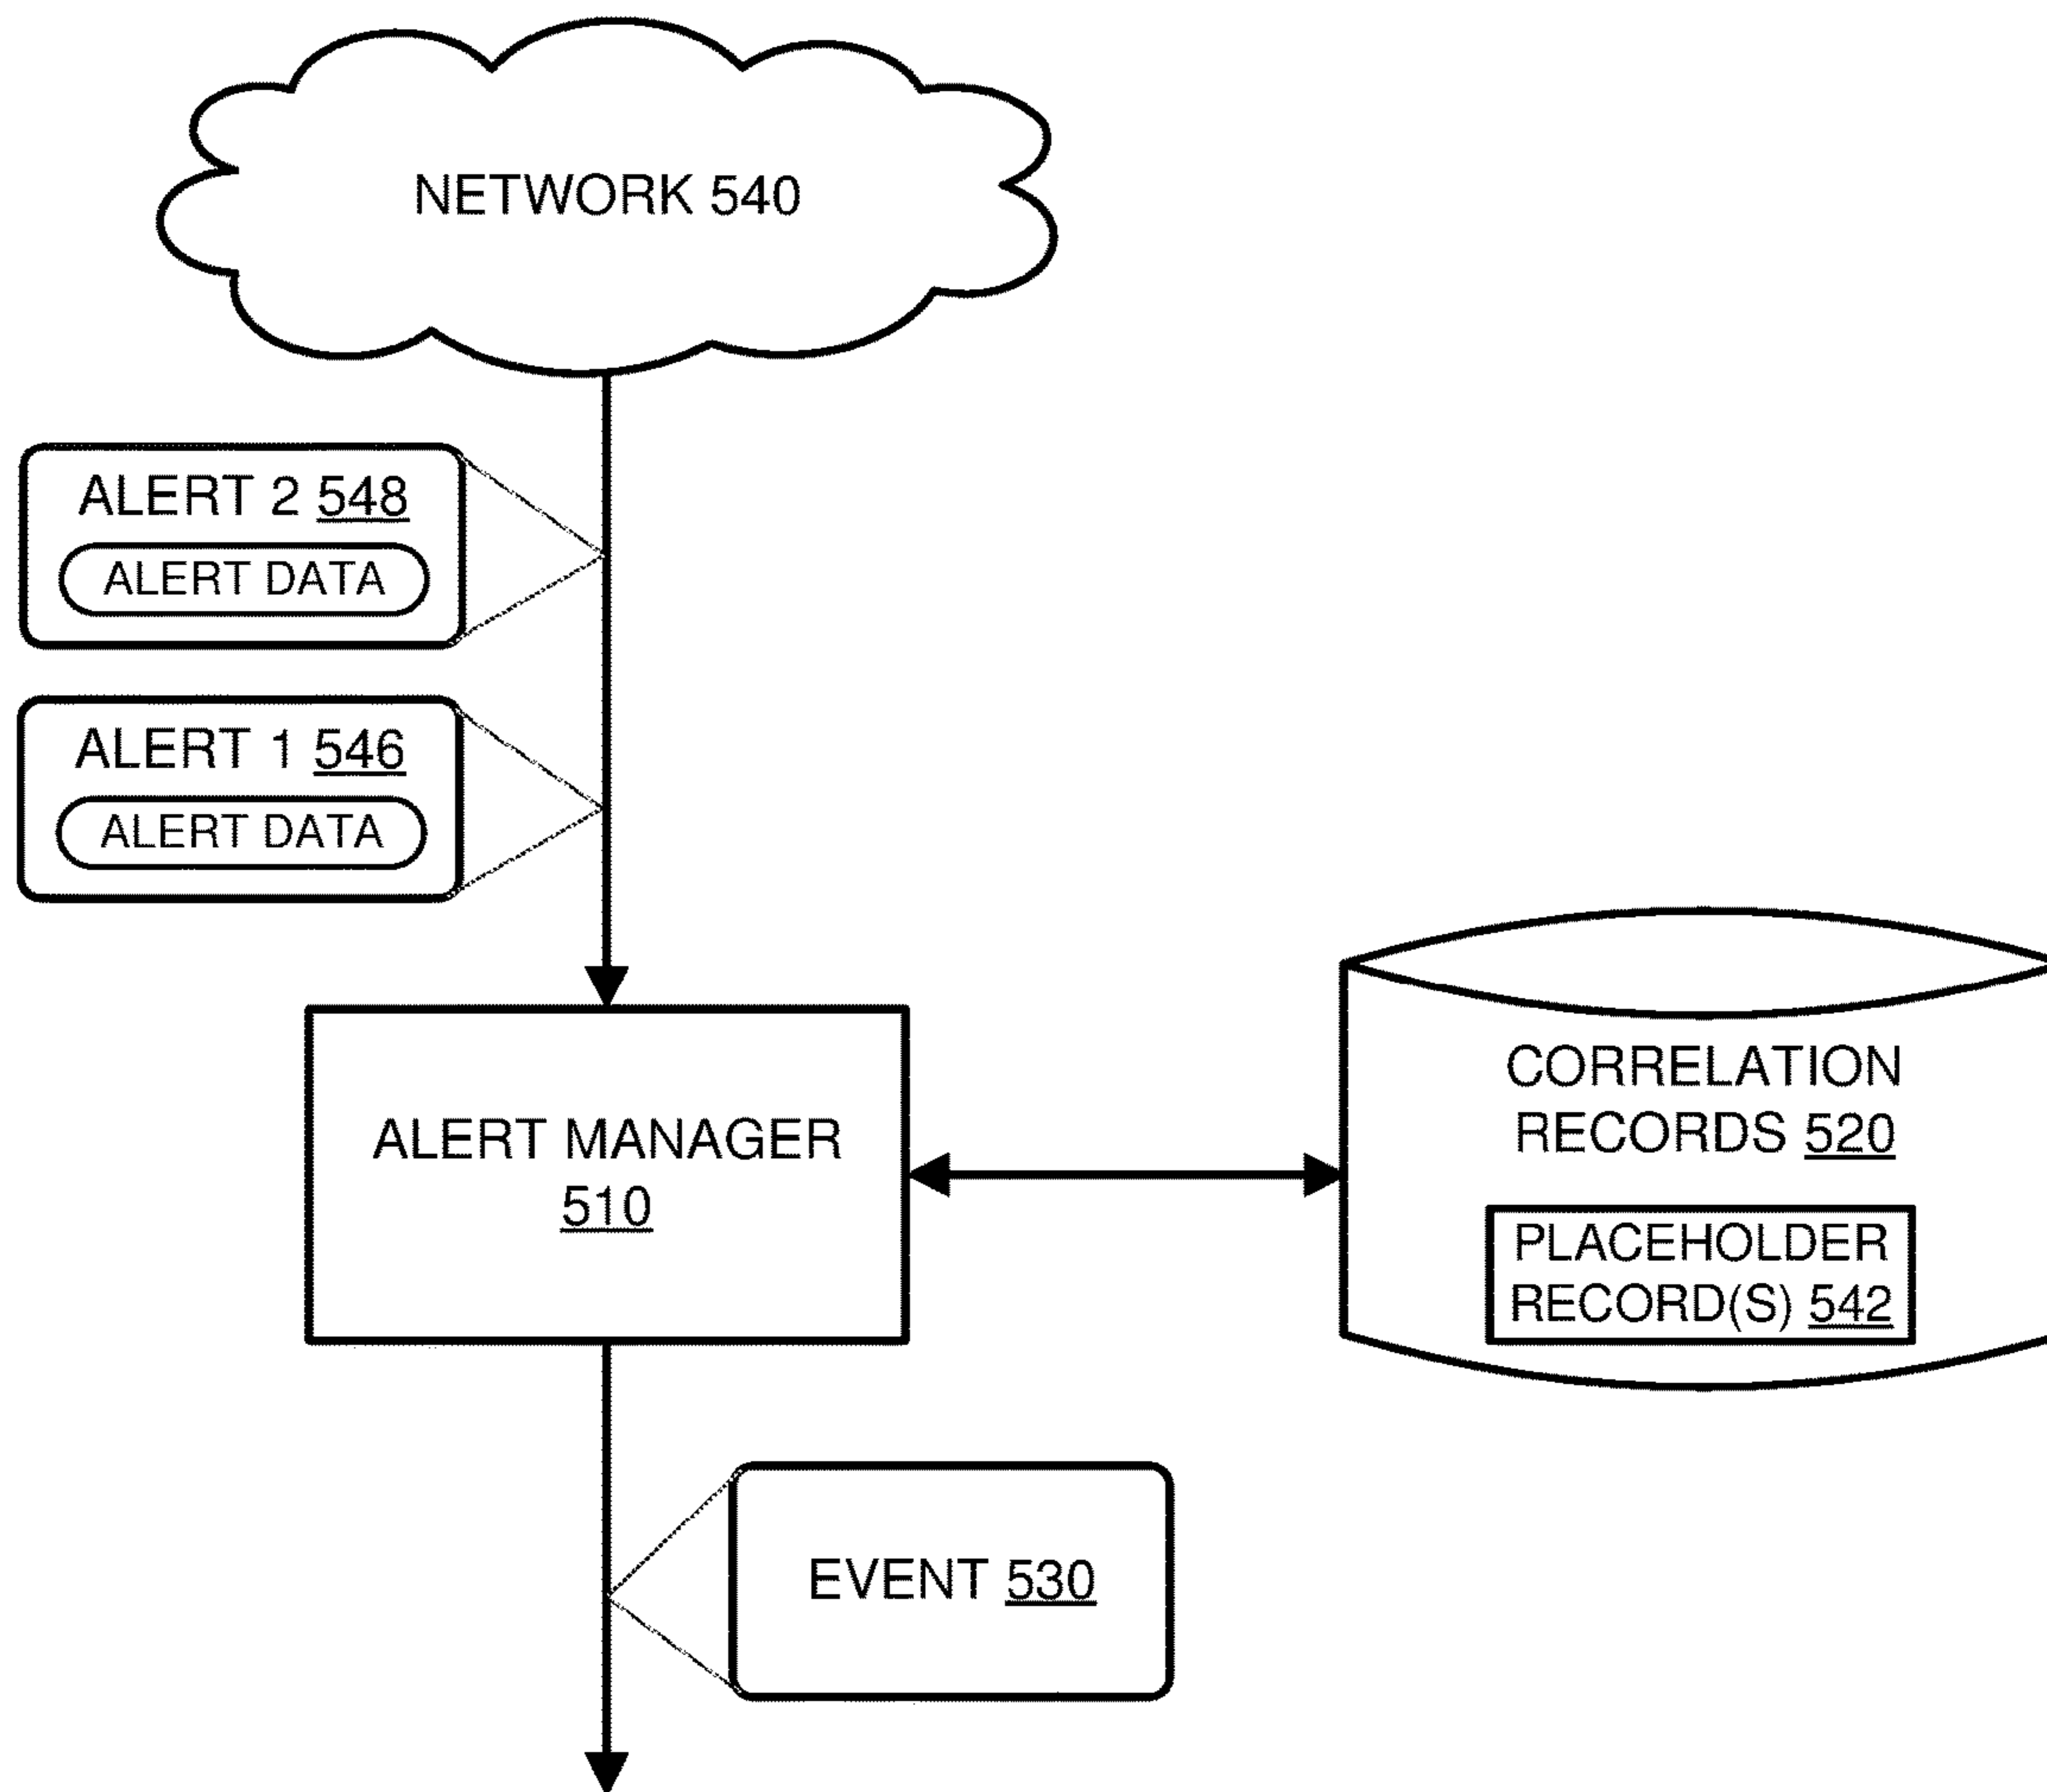 NETWORK 540
ALERT 2 548
ALERT DATA
ALERT 1 546
ALERT DATA
ALERT MANAGER
510
CORRELATION
RECORDS 520
PLACEHOLDER
RECORD(S) 542
EVENT 530